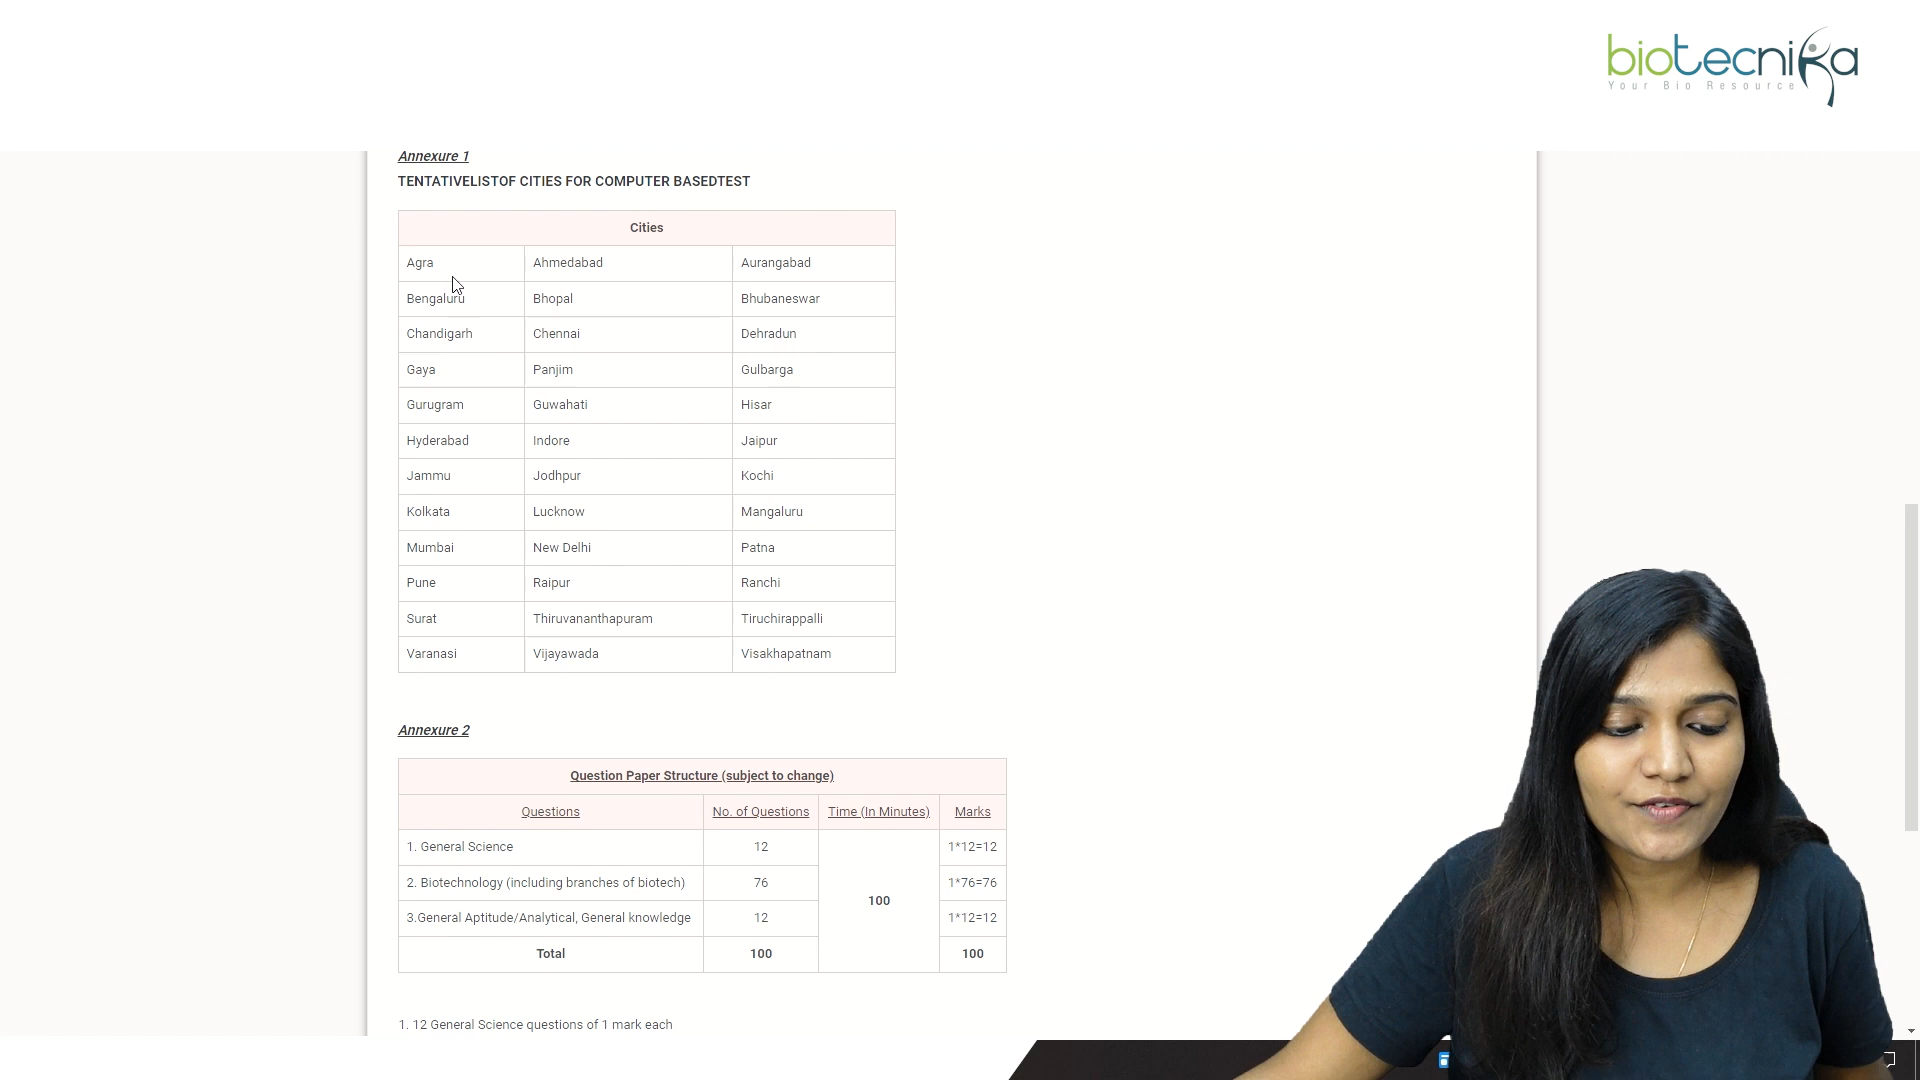 biotecnika
Your Bio Resource
Annexure 1
TENTATIVELISTOF CITIES FOR COMPUTER BASEDTEST
Cities
Agra Ahmedabad Aurangabad
Bengaluru Bhopal Bhubaneswar
Chandigarh Chennai Dehradun
Gaya Panjim Gulbarga
Gurugram Guwahati Hisar
Hyderabad Indore Jaipur
Jammu Jodhpur Kochi
Kolkata Lucknow Mangaluru
Mumbai New Delhi Patna
Pune Raipur Ranchi
Surat Thiruvananthapuram Tiruchirappalli
Varanasi Vijayawada Visakhapatnam
Annexure 2
Question Paper Structure (subject to change)
Questions No. of Questions Time (In Minutes) Marks
1. General Science 12 1*12=12
2. Biotechnology (including branches of biotech) 76 1*76=76
100
3.General Aptitude/Analytical, General knowledge 12 1*12=12
Total 100 100
1. 12 General Science questions of 1 mark each